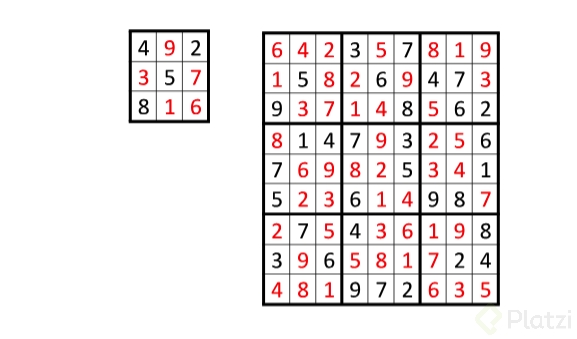 4 9 2
3 5 7
8 1 6
6 4 2 3 5 7 8 1 9
1 5 8 2 6 9 4 7 3
9 3 7 1 4 8 5 6 2
8 1 4 7 9 3 2 5 6
7 6 9 8 2 5 3 4 1
5 2 3 6 1 4 9 8 7
2 7 5 4 3 6 1 9 8
3 9 6 5 8 1 7 2 4
4 8 1 9 7 2 6 3 5
Platzi